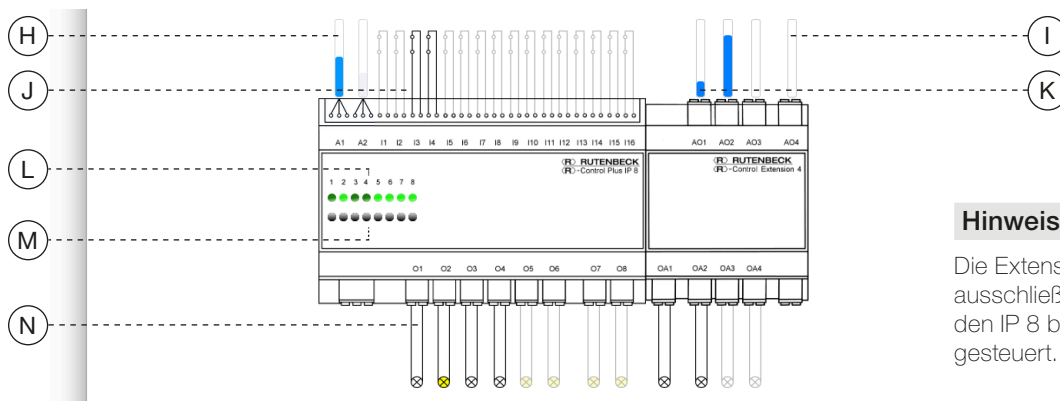 H
I
J
K
A1 A2 I1 I2 I3 I4 I5 I6 I7 I8 I9 I10 I11 I12 I13 I14 I15 I16
AO1 AO2 AO3 AO4
L
RUTENBECK
-Control Plus IP 8
RUTENBECK
-Control Extension 4
1 2 3 4 5 6 7 8
M
O1 O2 O3 O4 O5 O6 O7 O8
OA1 OA2 OA3 OA4
N
Hinweis
Die Extens
ausschließ
den IP 8 b
gesteuert.